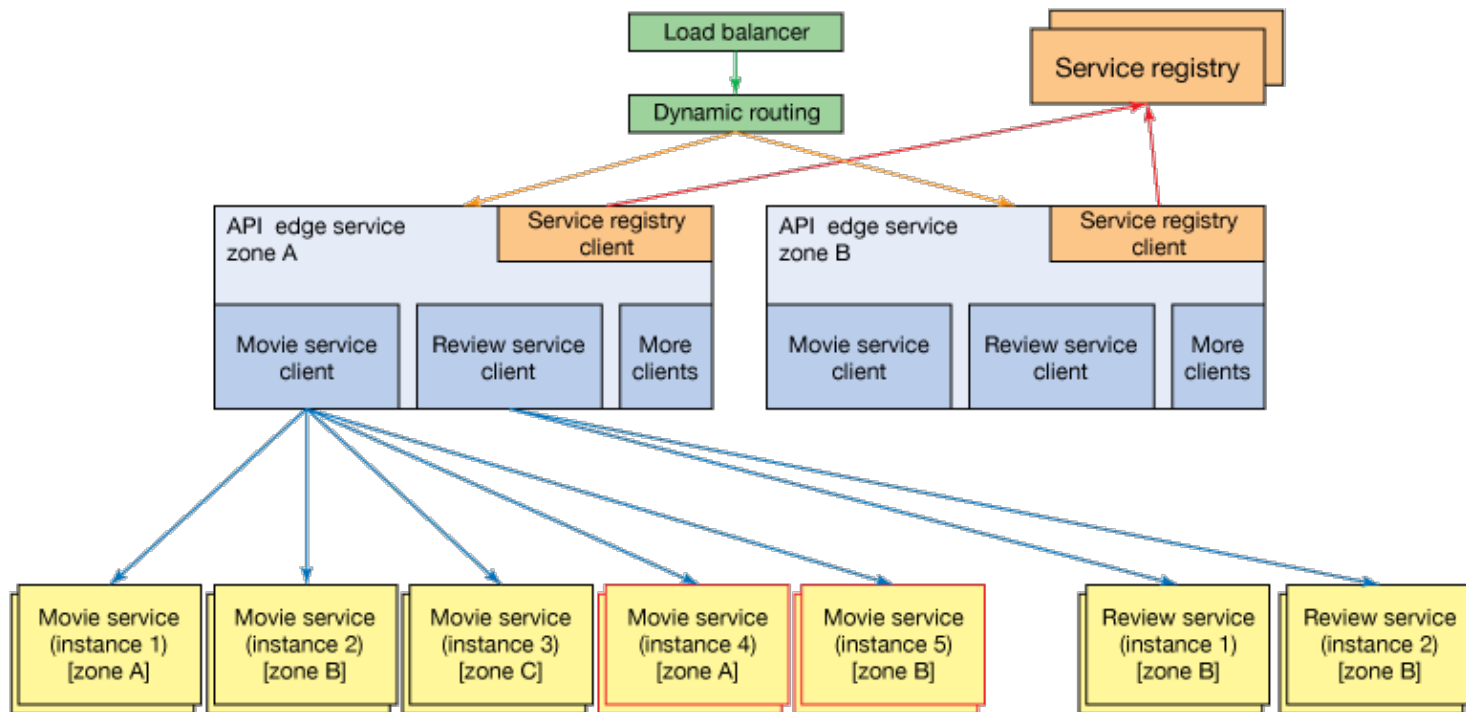 Load balancer
Service registry
Dynamic routing
API  edge service
zone A
Service registry
client
API  edge service
zone B
Service registry
client
Movie service
client
Review service
client
More
clients
Movie service
client
Review service
client
More
clients
Movie service
(instance 1)
[zone A]
Movie service
(instance 2)
[zone B]
Movie service
(instance 3)
[zone C]
Movie service
(instance 4)
[zone A]
Movie service
(instance 5)
[zone B]
Review service
(instance 1)
[zone B]
Review service
(instance 2)
[zone B]